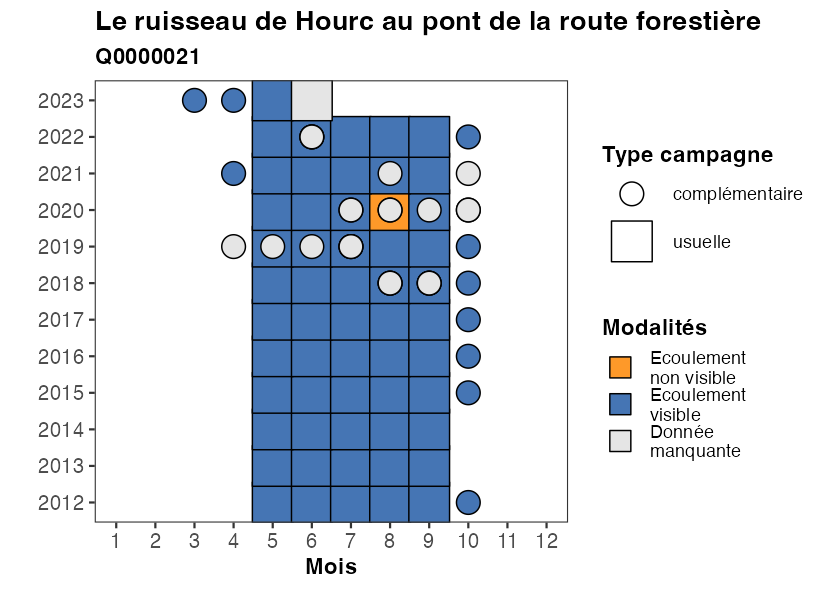 Le ruisseau de Hourc au pont de la route forestière
Q0000021
2023
2022
2021
2020
2019
2018
2017
2016
2015
2014
2013
2012
1 2 3 4 5 6 7 8 9 10 11 12
Mois
Type campagne
complémentaire
usuelle
Modalités
Ecoulement
non visible
Ecoulement
visible
Donnée
manquante